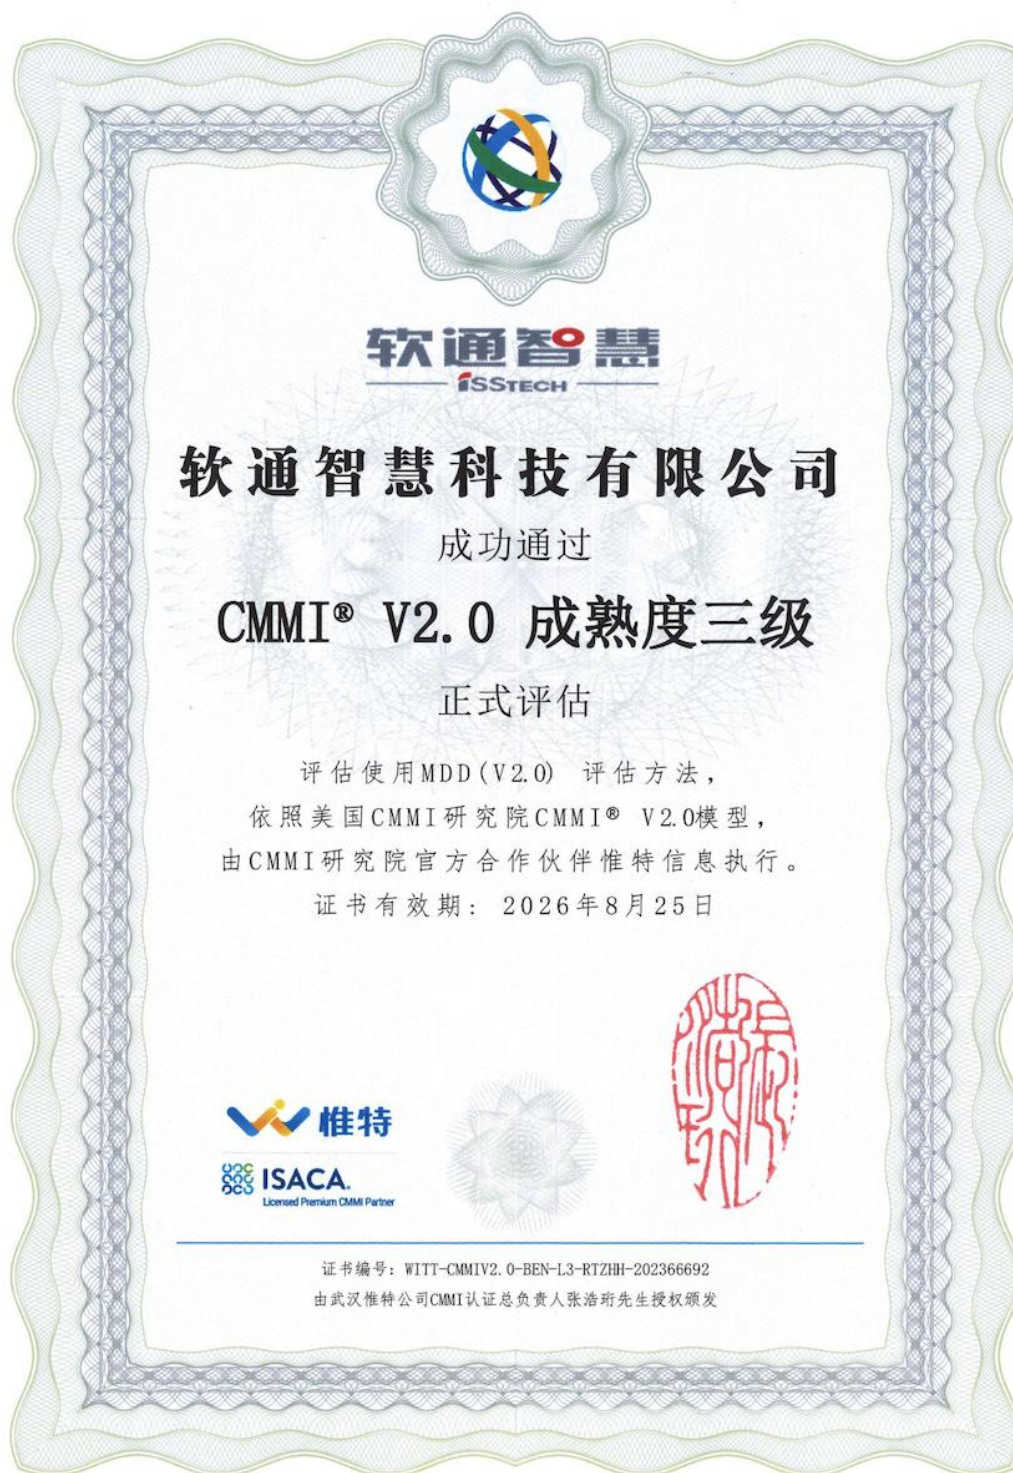 软通智慧
iSSTECH
软通智慧科技有限公司
成功通过
CMMI® V2.0 成熟度三级
正式评估
评估使用MDD(V2.0) 评估方法，
依照美国CMMI研究院CMMI® V2.0模型，
由CMMI研究院官方合作伙伴惟特信息执行。
证书有效期: 2026年8月25日
惟特
ISACA.
Licensed Premium CMMI Partner
证书编号: WITT-CMMIV2.0-BEN-L3-RTZHH-202366692
由武汉惟特公司CMMI认证总负责人张浩珩先生授权颁发